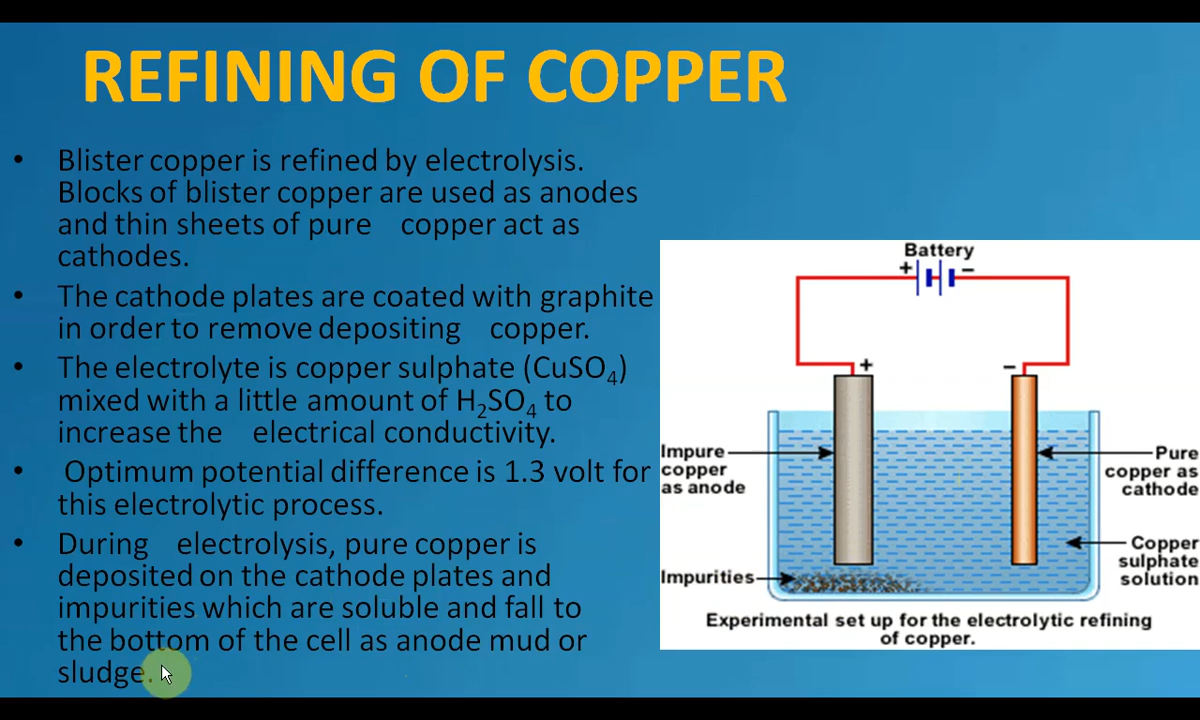 REFINING OF COPPER
• Blister copper is refined by electrolysis.
Blocks of blister copper are used as anodes
and thin sheets of pure copper act as
cathodes.
• The cathode plates are coated with graphite
in order to remove depositing copper.
• The electrolyte is copper sulphate (CuSO₄)
mixed with a little amount of H₂SO₄ to
increase the electrical conductivity.
• Optimum potential difference is 1.3 volt for
this electrolytic process.
• During electrolysis, pure copper is
deposited on the cathode plates and
impurities which are soluble and fall to
the bottom of the cell as anode mud or
sludge.
Battery
+ −
+ −
Impure
copper
as anode
Pure
copper as
cathode
Copper
sulphate
solution
Impurities
Experimental set up for the electrolytic refining
of copper.